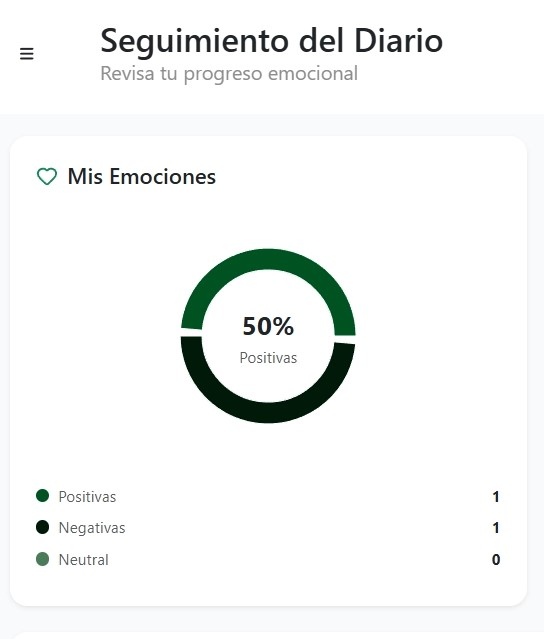 Seguimiento del Diario
Revisa tu progreso emocional
Mis Emociones
50%
Positivas
Positivas 1
Negativas 1
Neutral 0